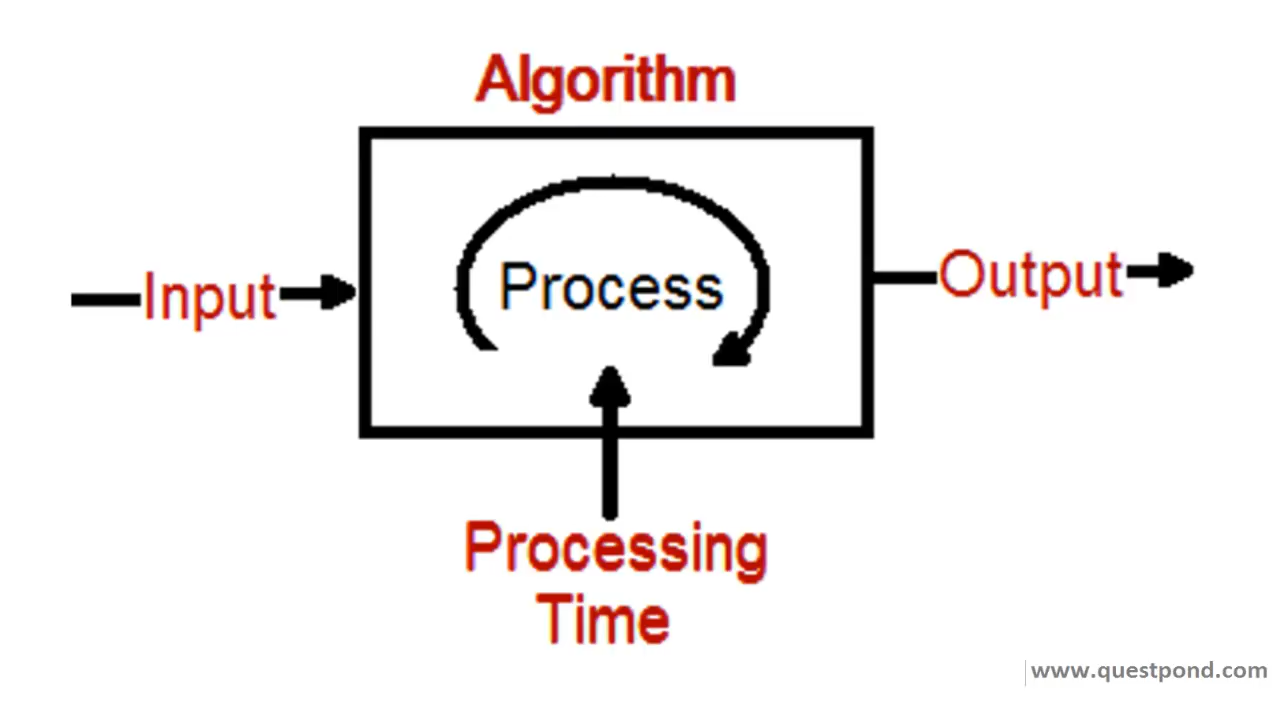 Algorithm
Input
Process
Output
Processing
Time
www.questpond.com